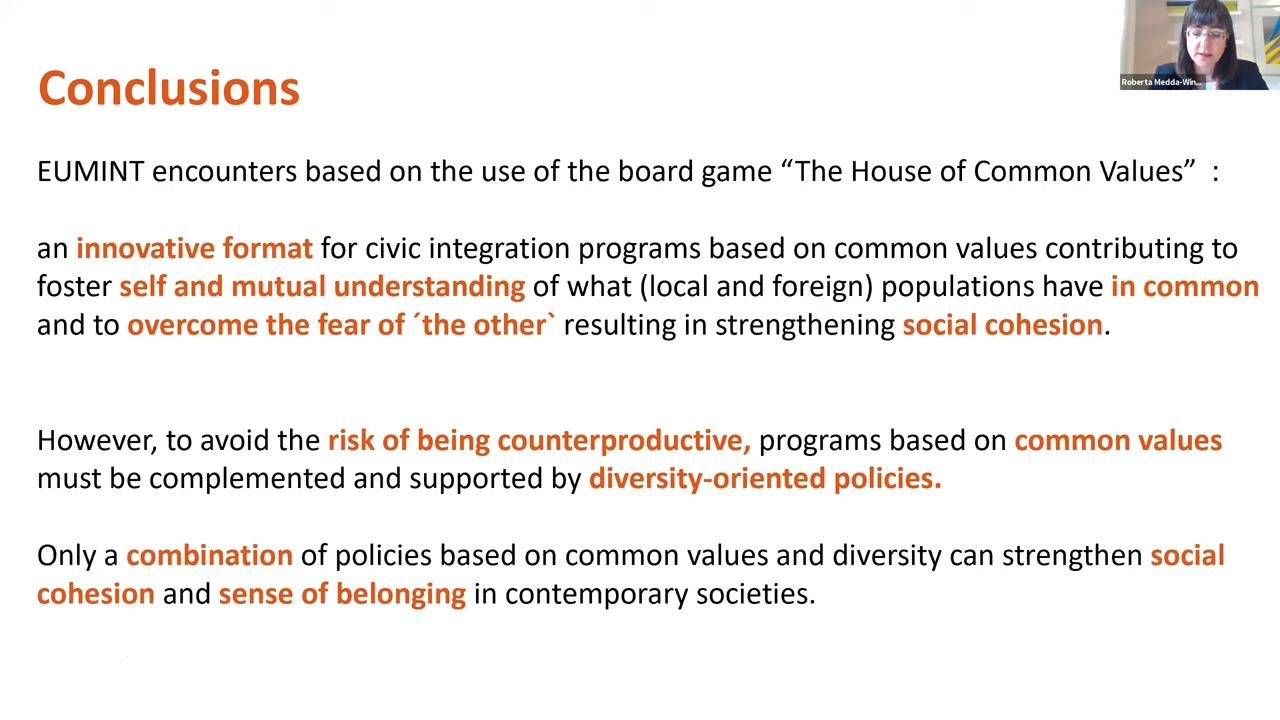 Roberta Medda-Win...
Conclusions
EUMINT encounters based on the use of the board game “The House of Common Values” :
an innovative format for civic integration programs based on common values contributing to
foster self and mutual understanding of what (local and foreign) populations have in common
and to overcome the fear of ´the other` resulting in strengthening social cohesion.
However, to avoid the risk of being counterproductive, programs based on common values
must be complemented and supported by diversity-oriented policies.
Only a combination of policies based on common values and diversity can strengthen social
cohesion and sense of belonging in contemporary societies.